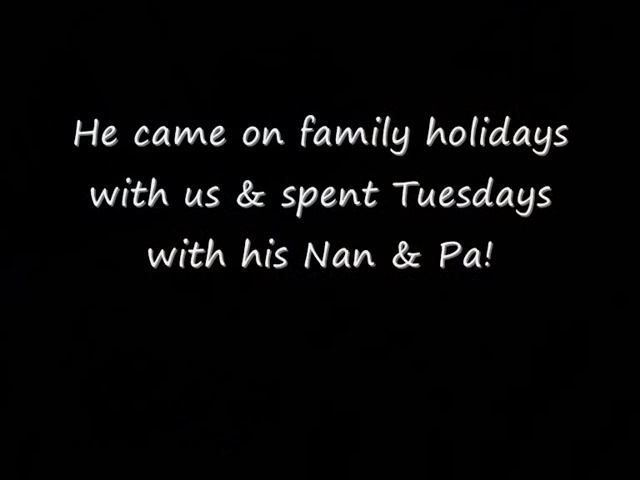 He came on family holidays
with us & spent Tuesdays
with his Nan & Pa!